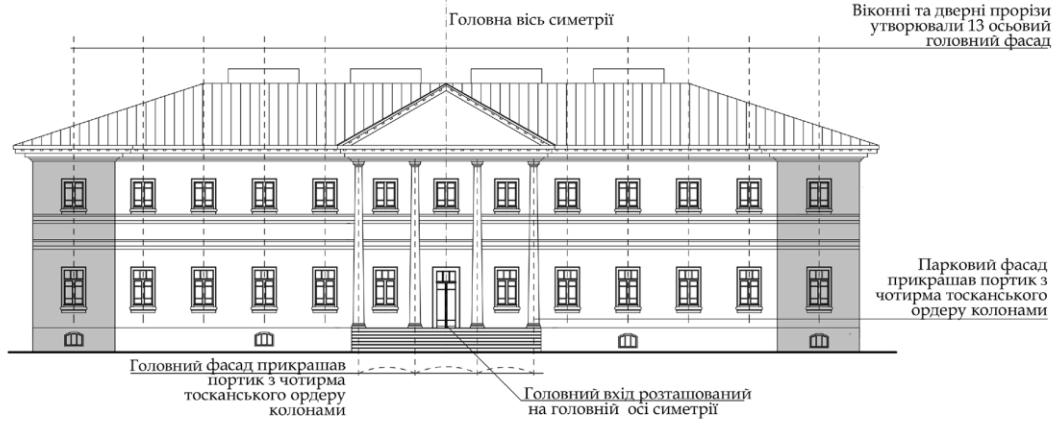 Головна вісь симетрії
Віконні та дверні прорізи
утворювали 13 осьовий
головний фасад
Парковий фасад
прикрашав портик з
чотирма тосканського
ордеру колонами
Головний фасад прикрашав
портик з чотирма
тосканського ордеру
колонами
Головний вхід розташований
на головній осі симетрії